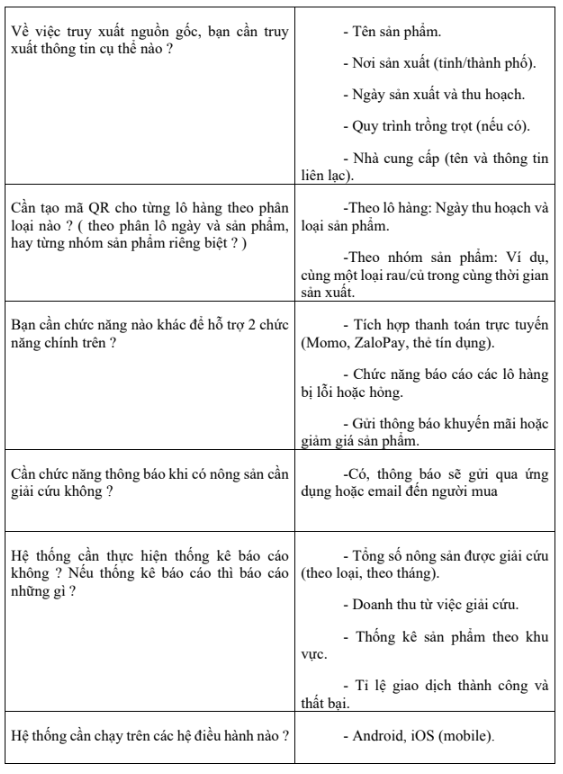 Về việc truy xuất nguồn gốc, bạn cần truy
xuất thông tin cụ thể nào ?
- Tên sản phẩm.
- Nơi sản xuất (tỉnh/thành phố).
- Ngày sản xuất và thu hoạch.
- Quy trình trồng trọt (nếu có).
- Nhà cung cấp (tên và thông tin
liên lạc).
Cần tạo mã QR cho từng lô hàng theo phân
loại nào ? ( theo phân lô ngày và sản phẩm,
hay từng nhóm sản phẩm riêng biệt ? )
-Theo lô hàng: Ngày thu hoạch và
loại sản phẩm.
-Theo nhóm sản phẩm: Ví dụ,
cùng một loại rau/củ trong cùng thời gian
sản xuất.
Bạn cần chức năng nào khác để hỗ trợ 2 chức
năng chính trên ?
- Tích hợp thanh toán trực tuyến
(Momo, ZaloPay, thẻ tín dụng).
- Chức năng báo cáo các lô hàng
bị lỗi hoặc hỏng.
- Gửi thông báo khuyến mãi hoặc
giảm giá sản phẩm.
Cần chức năng thông báo khi có nông sản cần
giải cứu không ?
-Có, thông báo sẽ gửi qua ứng
dụng hoặc email đến người mua
Hệ thống cần thực hiện thống kê báo cáo
không ? Nếu thống kê báo cáo thì báo cáo
những gì ?
- Tổng số nông sản được giải cứu
(theo loại, theo tháng).
- Doanh thu từ việc giải cứu.
- Thống kê sản phẩm theo khu
vực.
- Tỉ lệ giao dịch thành công và
thất bại.
Hệ thống cần chạy trên các hệ điều hành nào ?
- Android, iOS (mobile).